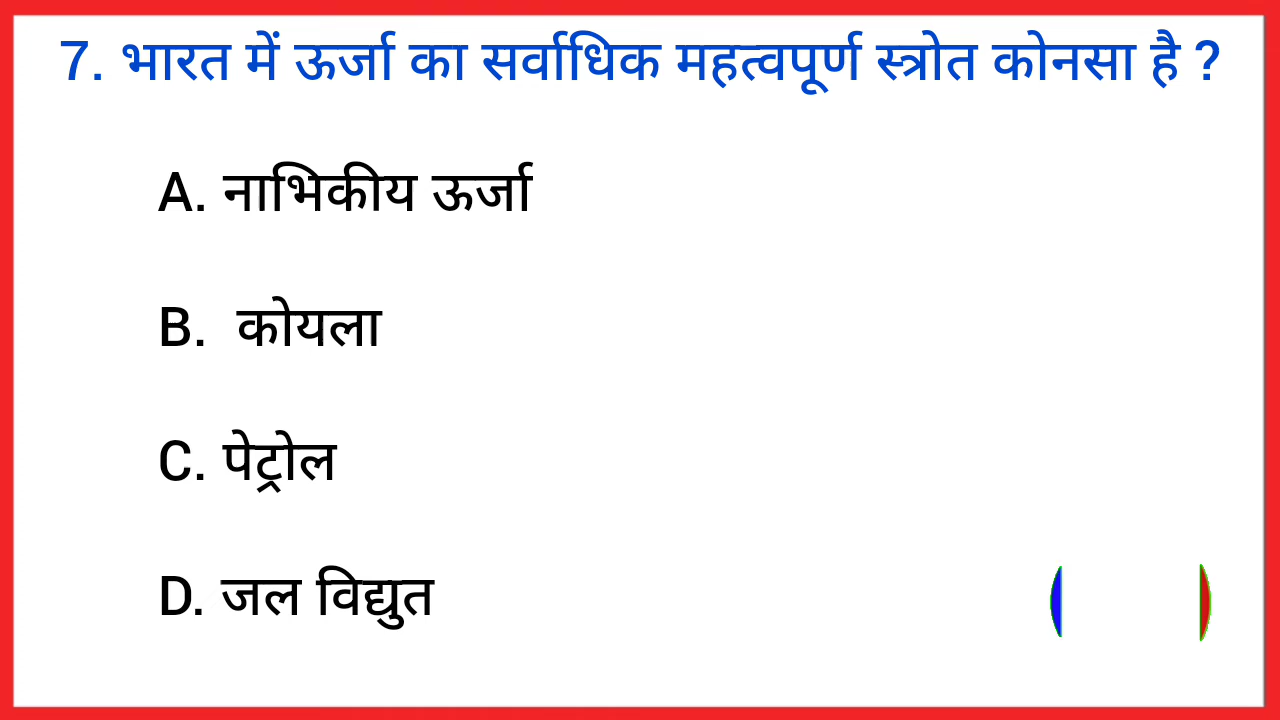 7. भारत में ऊर्जा का सर्वाधिक महत्वपूर्ण स्त्रोत कोनसा है ?
A. नाभिकीय ऊर्जा
B. कोयला
C. पेट्रोल
D. जल विद्युत